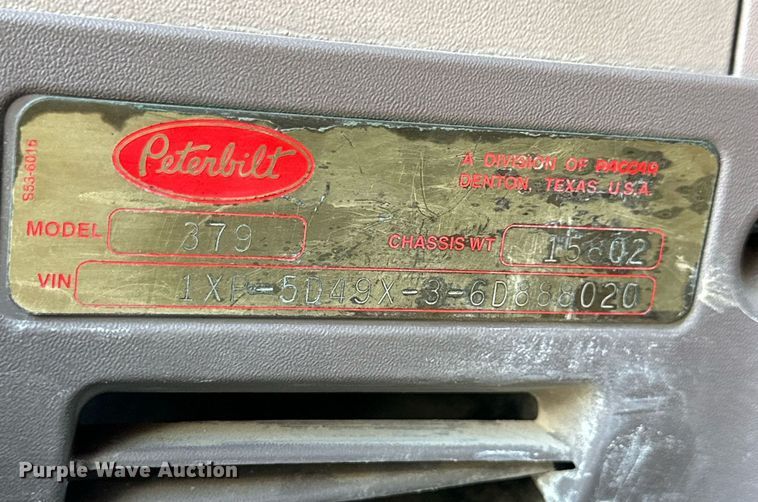 S53-6015
Peterbilt
A DIVISION OF PACCAR
DENTON, TEXAS U.S.A.
MODEL 379
CHASSIS WT 15802
VIN 1XP-5D49X-3-6D888020
Purple Wave Auction